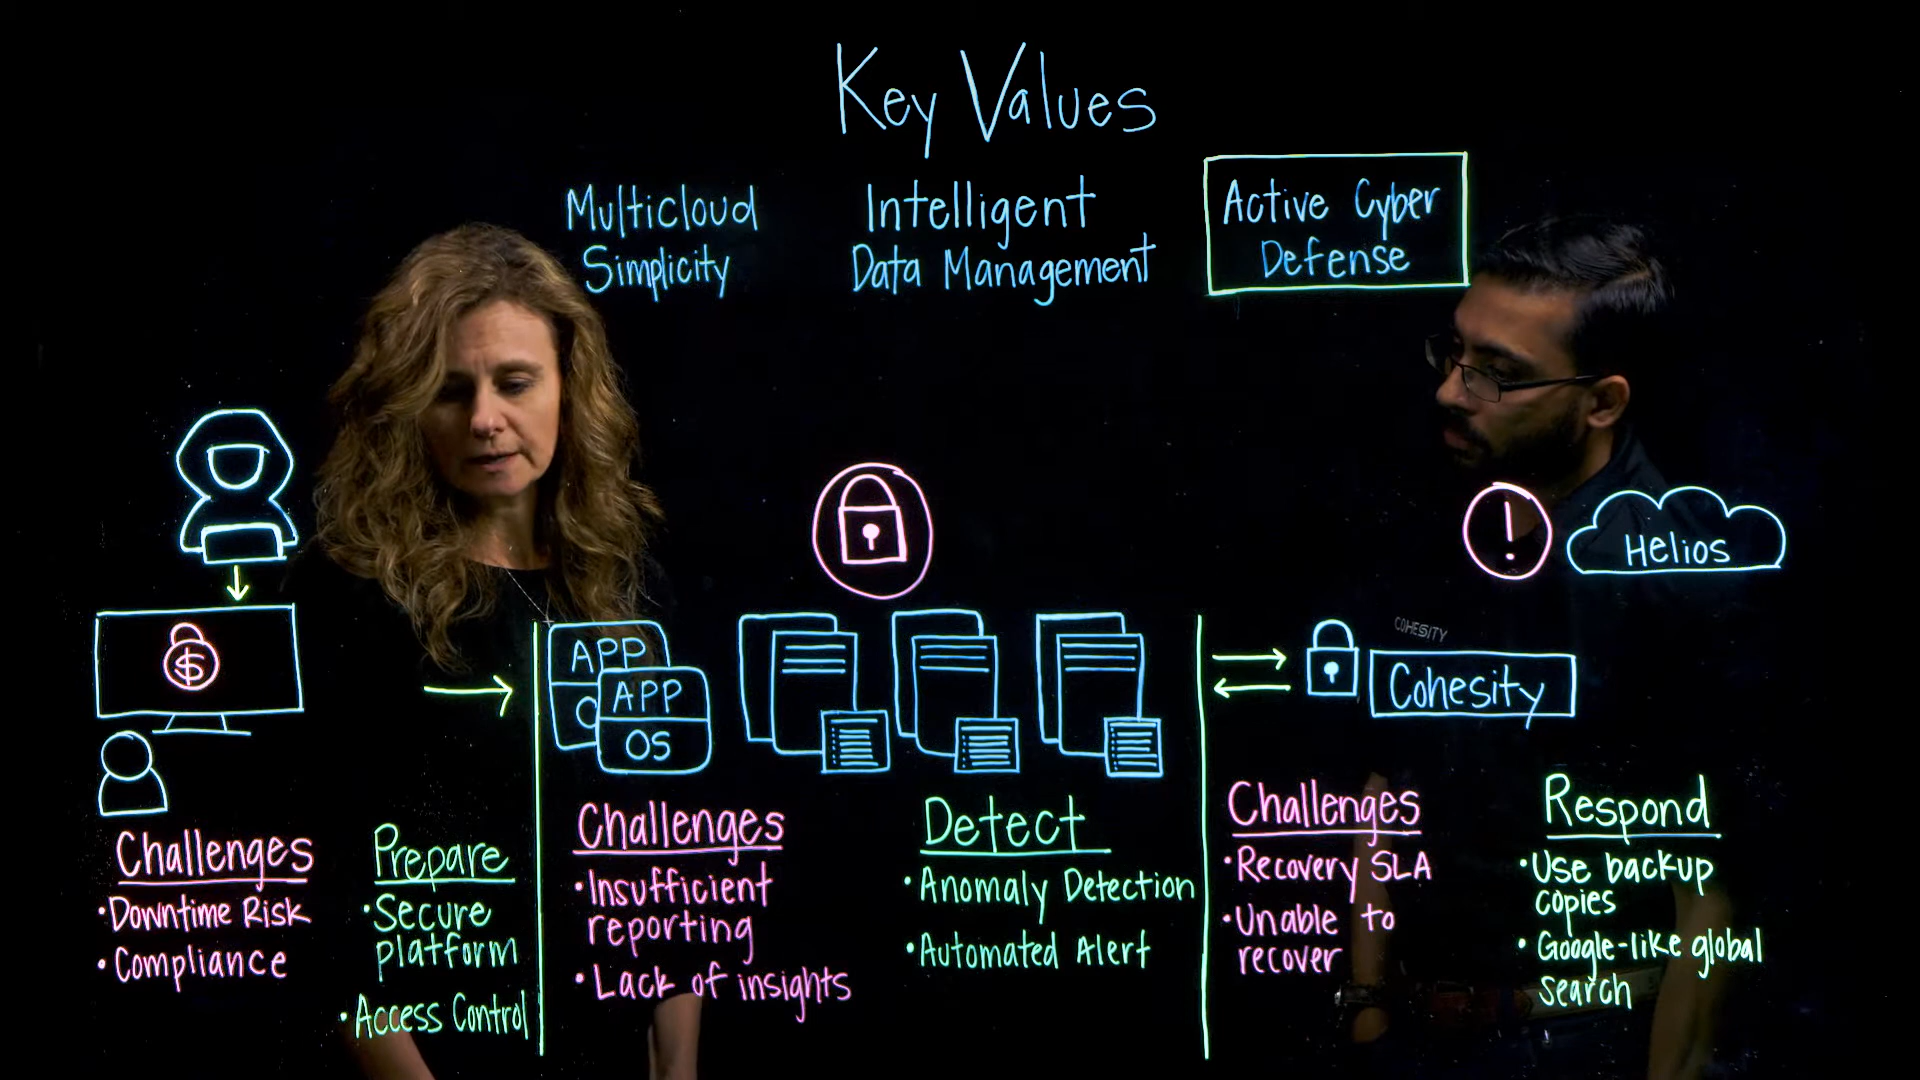 Key Values
Multicloud
Simplicity
Intelligent
Data Management
Active Cyber
Defense
Helios
$
APP
APP
OS
COHESITY
Cohesity
Challenges
• Downtime Risk
• Compliance
Prepare
• Secure
platform
• Access Control
Challenges
• Insufficient
reporting
• Lack of insights
Detect
• Anomaly Detection
• Automated Alert
Challenges
• Recovery SLA
• Unable to
recover
Respond
• Use backup
copies
• Google-like global
search